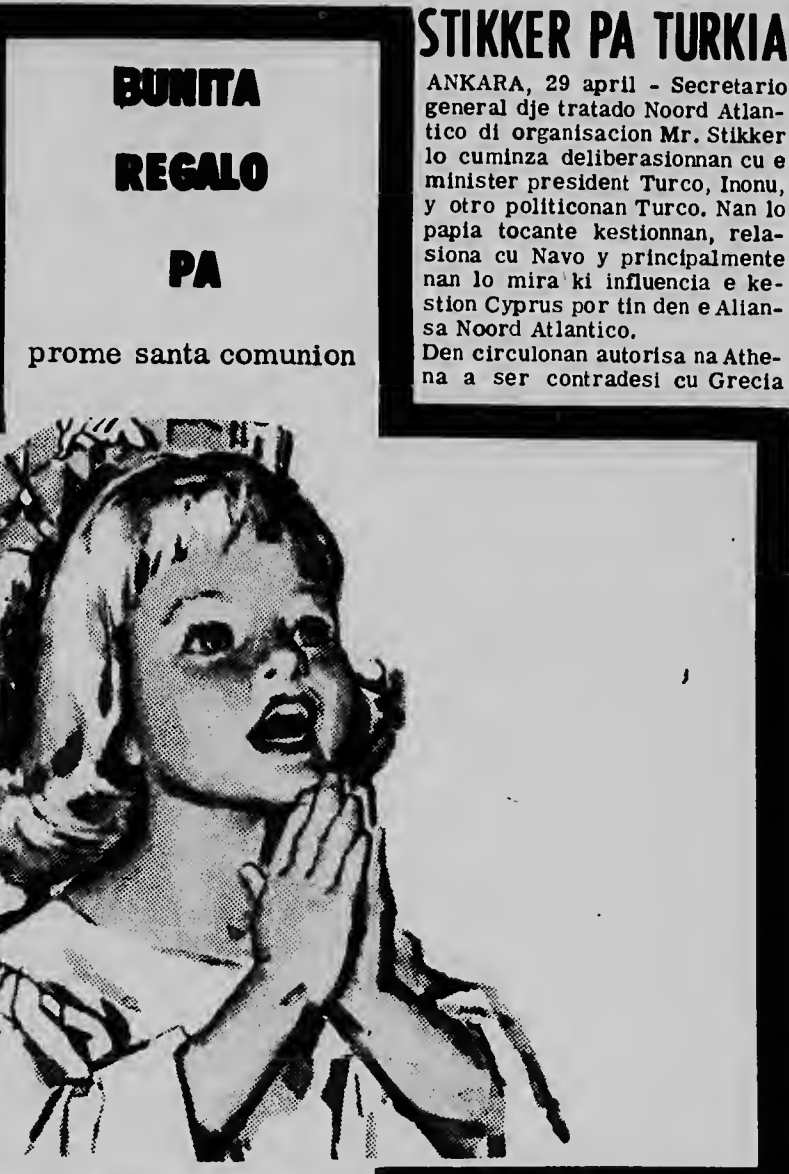 BUNITA
REGALO
PA
prome santa comunion
STIKKER PA TURKIA
ANKARA, 29 april - Secretario
general dje tratado Noord Atlan-
tico di organisacion Mr. Stikker
lo cuminza deliberasionnan cu e
minister president Turco, Inonu,
y otro politiconan Turco. Nan lo
papia tocante kestionnan, rela-
siona cu Navo y principalmente
nan lo mira ki influencia e ke-
stion Cyprus por tin den e Alian-
sa Noord Atlantico.
Den circulonan autorisa na Athe-
na a ser contradesi cu Grecia